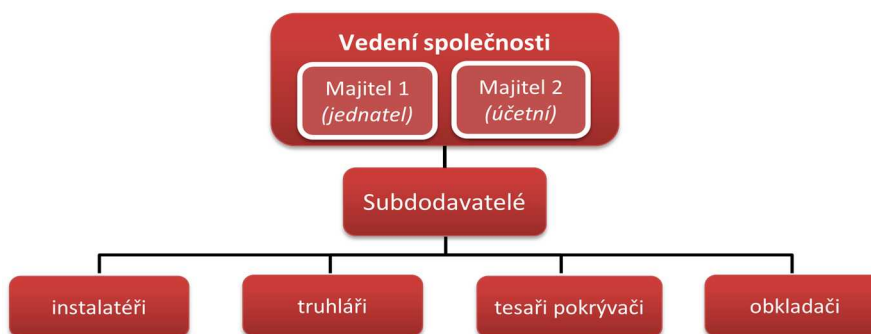 Vedení společnosti
Majitel 1
(jednatel)
Majitel 2
(účetní)
Subdodavatelé
instalatéři
truhláři
tesaři pokrývači
obkladači